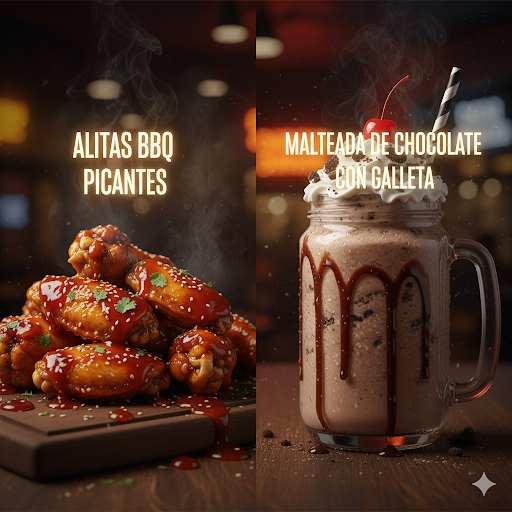 ALITAS BBQ
PICANTES
MALTEADA DE CHOCOLATE
CON GALLETA